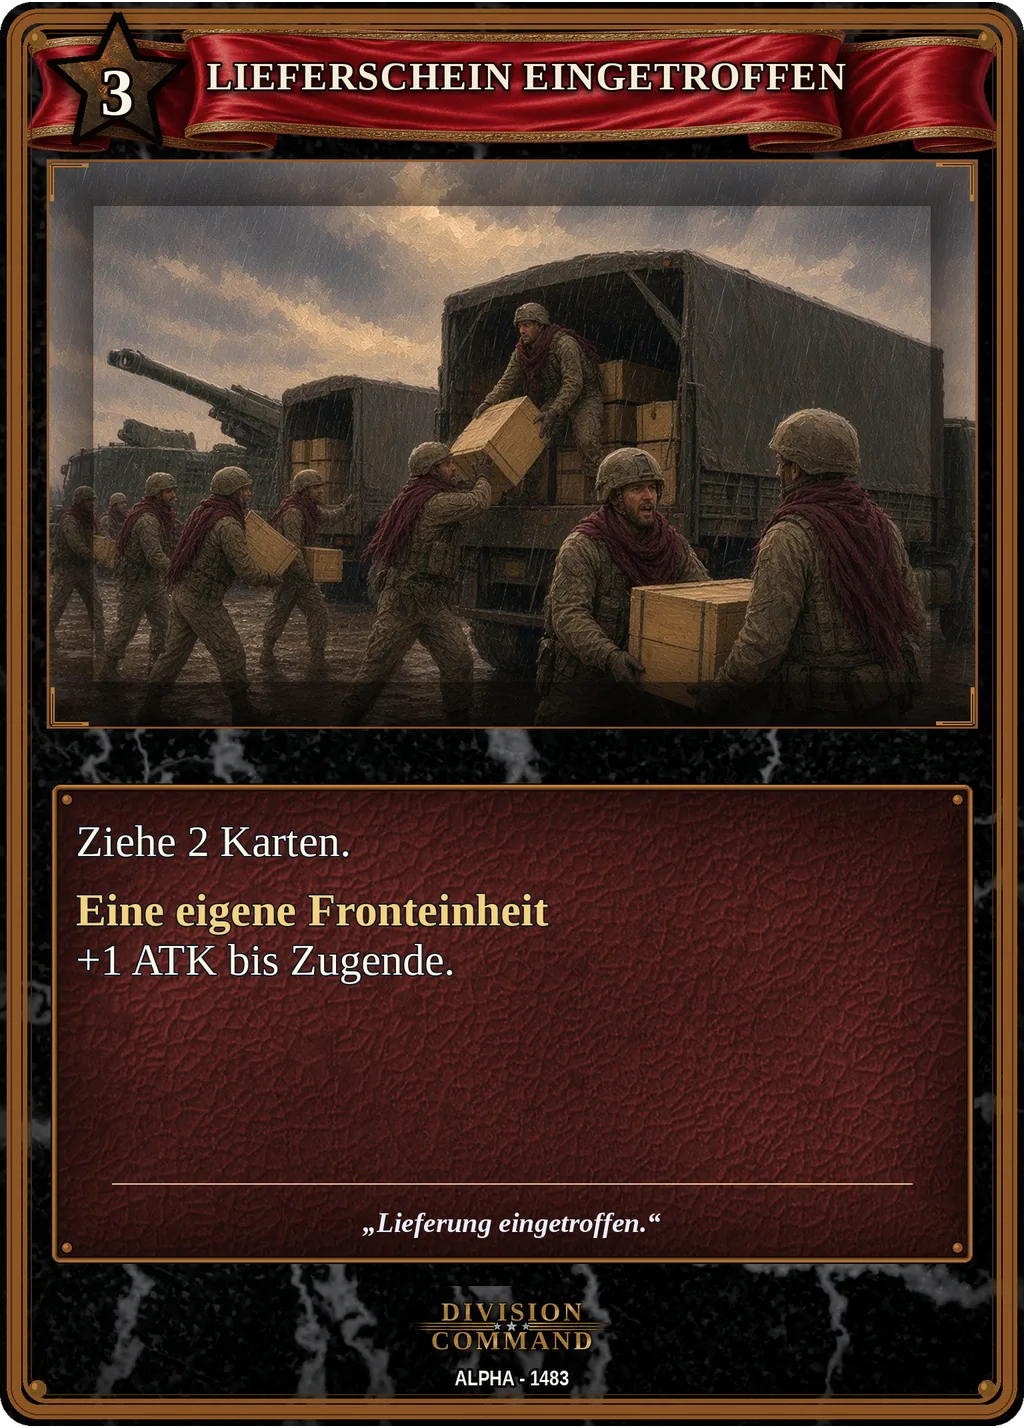 3
LIEFERSCHEIN EINGETROFFEN
Ziehe 2 Karten.
Eine eigene Fronteinheit
+1 ATK bis Zugende.
„Lieferung eingetroffen.“
DIVISION
COMMAND
ALPHA - 1483